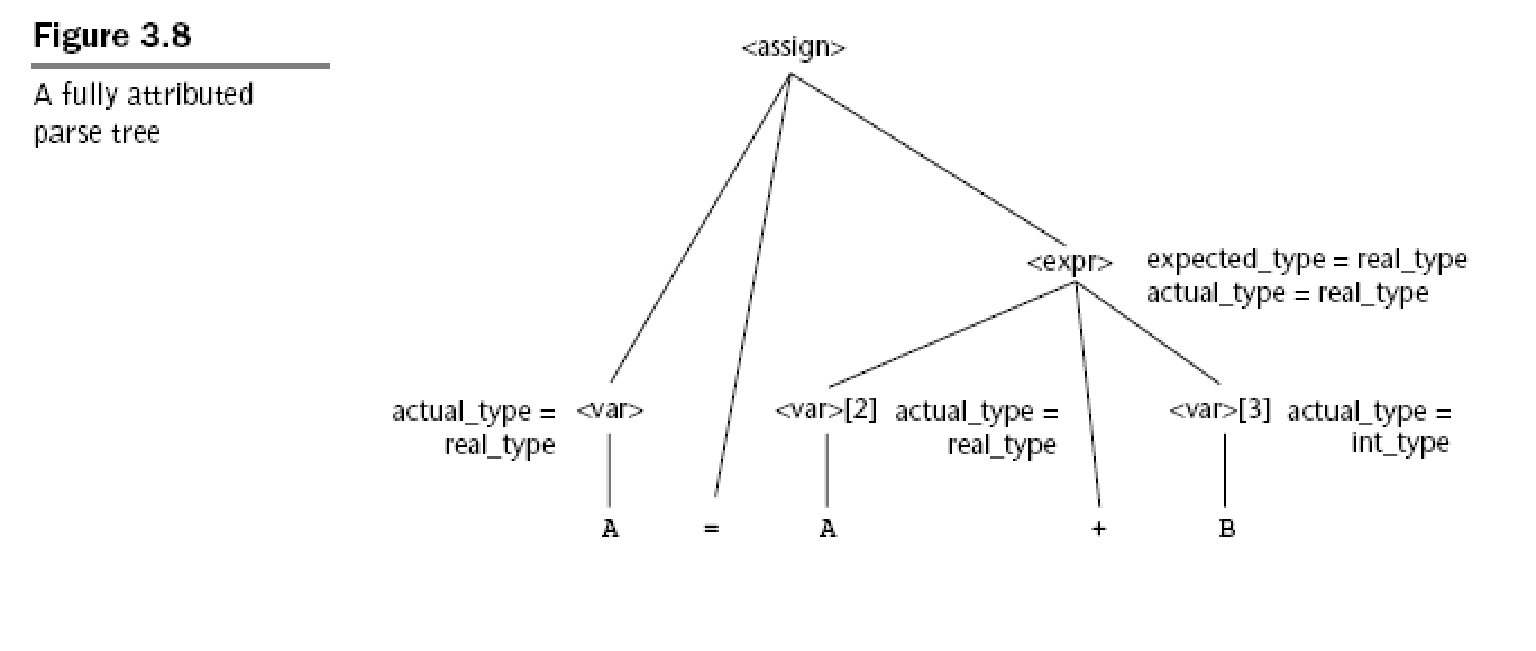 Figure 3.8
A fully attributed
parse tree
<assign>
<expr> expected_type = real_type
actual_type = real_type
actual_type = <var> <var>[2] actual_type = <var>[3] actual_type =
real_type real_type int_type
A = A + B